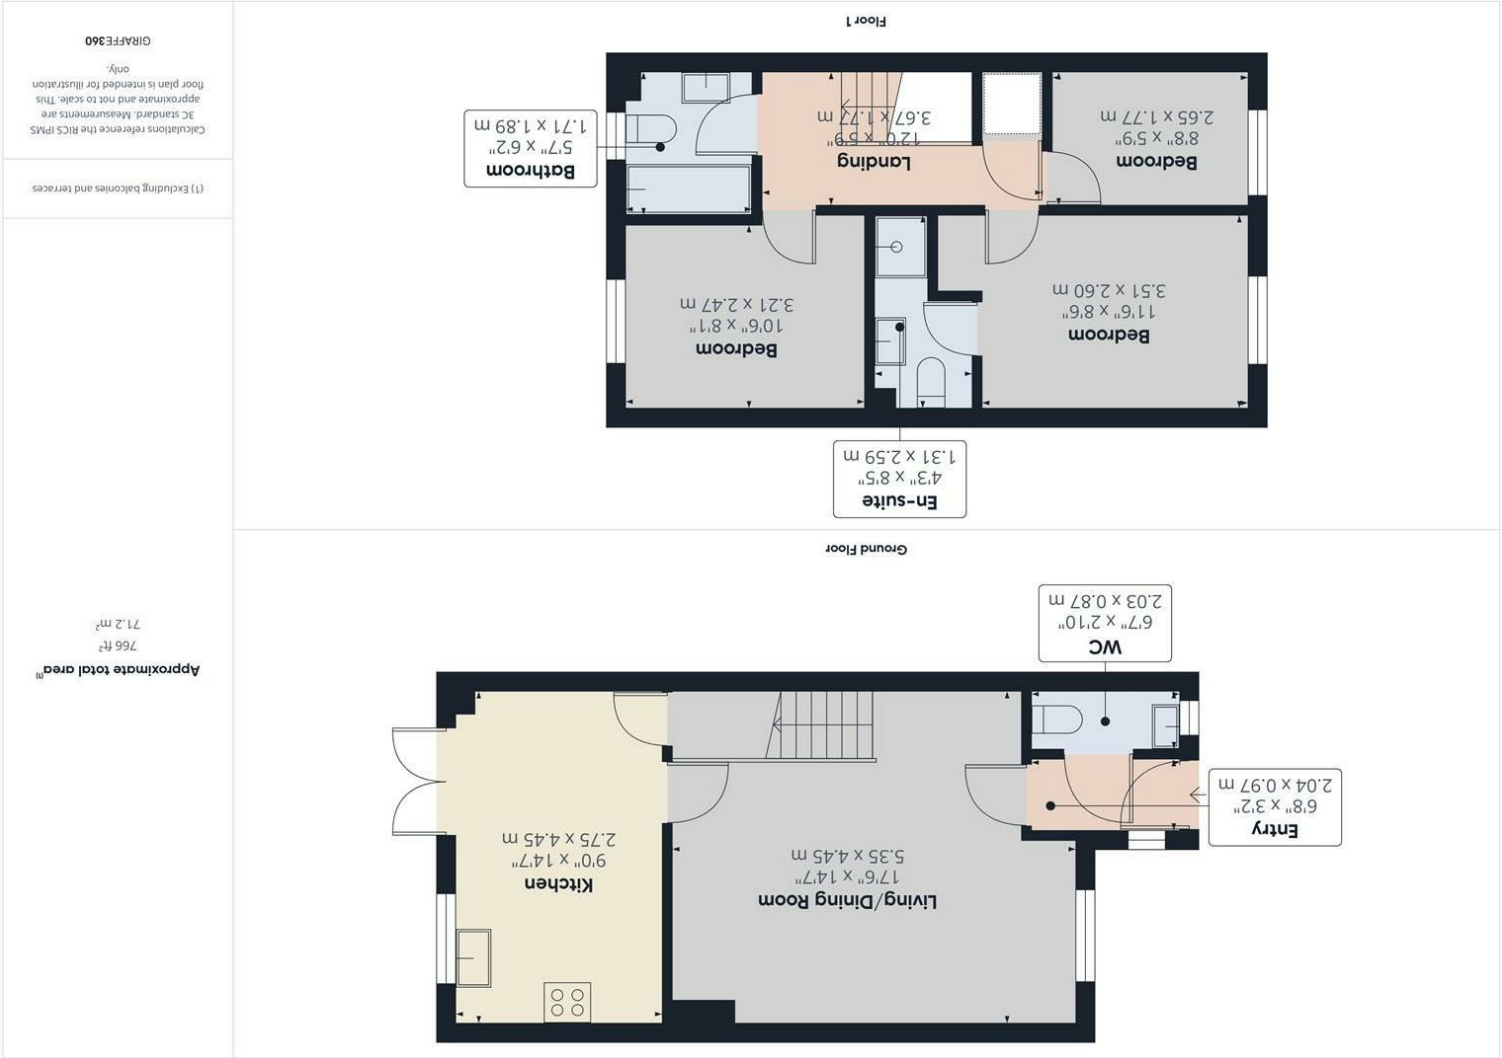 Approximate total area⁽¹⁾
766 ft²
71.2 m²
(1) Excluding balconies and terraces
Calculations reference the RICS IPMS
3C standard. Measurements are
approximate and not to scale. This
floor plan is intended for illustration
only.
GIRAFFE360
Entry
6'8" x 3'2"
2.04 x 0.97 m
Living/Dining Room
17'6" x 14'7"
5.35 x 4.45 m
Kitchen
9'0" x 14'7"
2.75 x 4.45 m
WC
6'7" x 2'10"
2.03 x 0.87 m
Ground Floor
En-suite
4'3" x 8'5"
1.31 x 2.59 m
Bedroom
11'6" x 8'6"
3.51 x 2.60 m
Bedroom
10'6" x 8'1"
3.21 x 2.47 m
Bedroom
8'8" x 5'9"
2.65 x 1.77 m
Landing
12'0" x 5'9"
3.67 x 1.77 m
Bathroom
5'7" x 6'2"
1.71 x 1.89 m
Floor 1